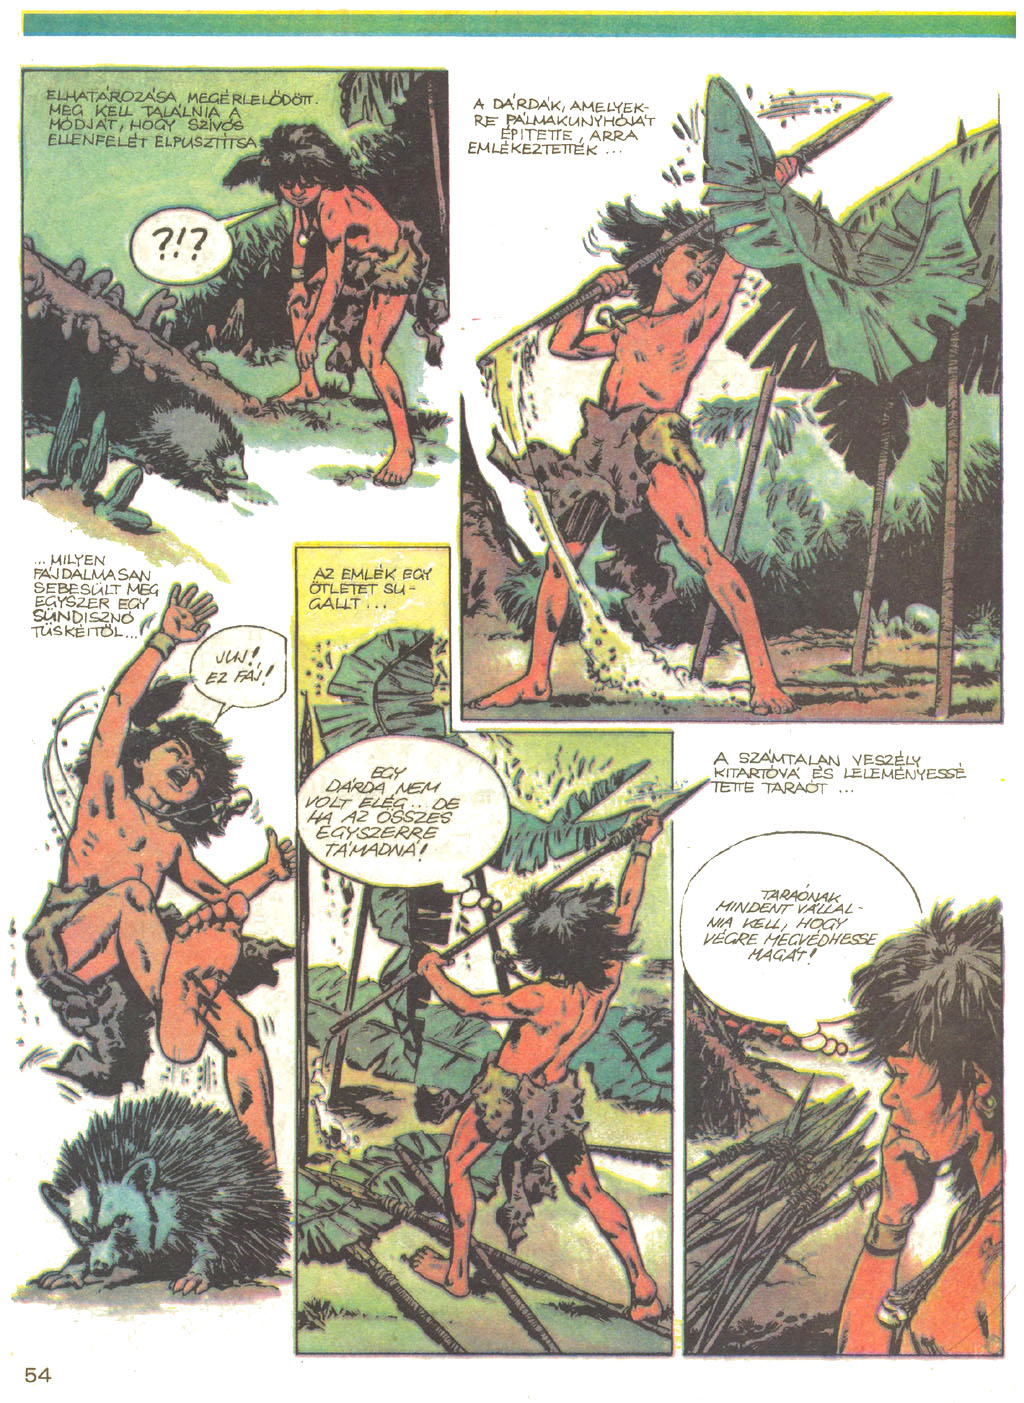 ELHATÁROZÁSA MEGÉRLELŐDÖTT.
MEG KELL TALÁLNIA A
MÓDJÁT, HOGY SZÍVÓS
ELLENFELÉT ELPUSZTÍTSA
?!?
A DÁRDÁK, AMELYEK-
RE PÁLMAKUNYHÓJÁT
ÉPÍTETTE, ARRA
EMLÉKEZTETTÉK ...
... MILYEN
FÁJDALMASAN
SEBESÜLT MEG
EGYSZER EGY
SÜNDISZNÓ
TÜSKÉITŐL...!
JUJ!
EZ FÁJ!
AZ EMLÉK EGY
ÖTLETET SU-
GALLT ...
EGY
DÁRDA NEM
VOLT ELÉG... DE
HA AZ ÖSSZES
EGYSZERRE
TÁMADNA!
A SZÁMTALAN VESZÉLY
KITARTÓVÁ ÉS LELEMÉNYESSÉ
TETTE TARAÓT ...
TARAÓNAK
MINDENT VÁLLAL-
NIA KELL, HOGY
VÉGRE MEGVÉDHESSE
MAGÁT!
54